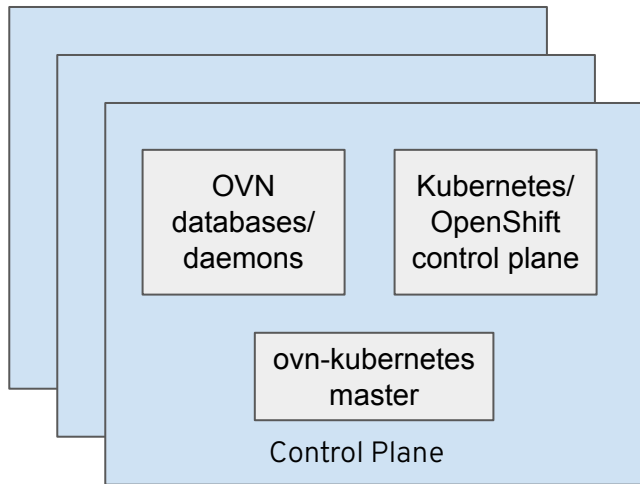 OVN
databases/
daemons
Kubernetes/
OpenShift
control plane
ovn-kubernetes
master
Control Plane